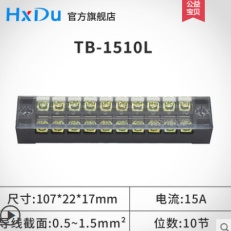 HxDu 官方旗舰店
公益
宝贝
TB-1510L
尺寸:107*22*17mm
电流:15A
导线截面:0.5~1.5mm²
位数:10节